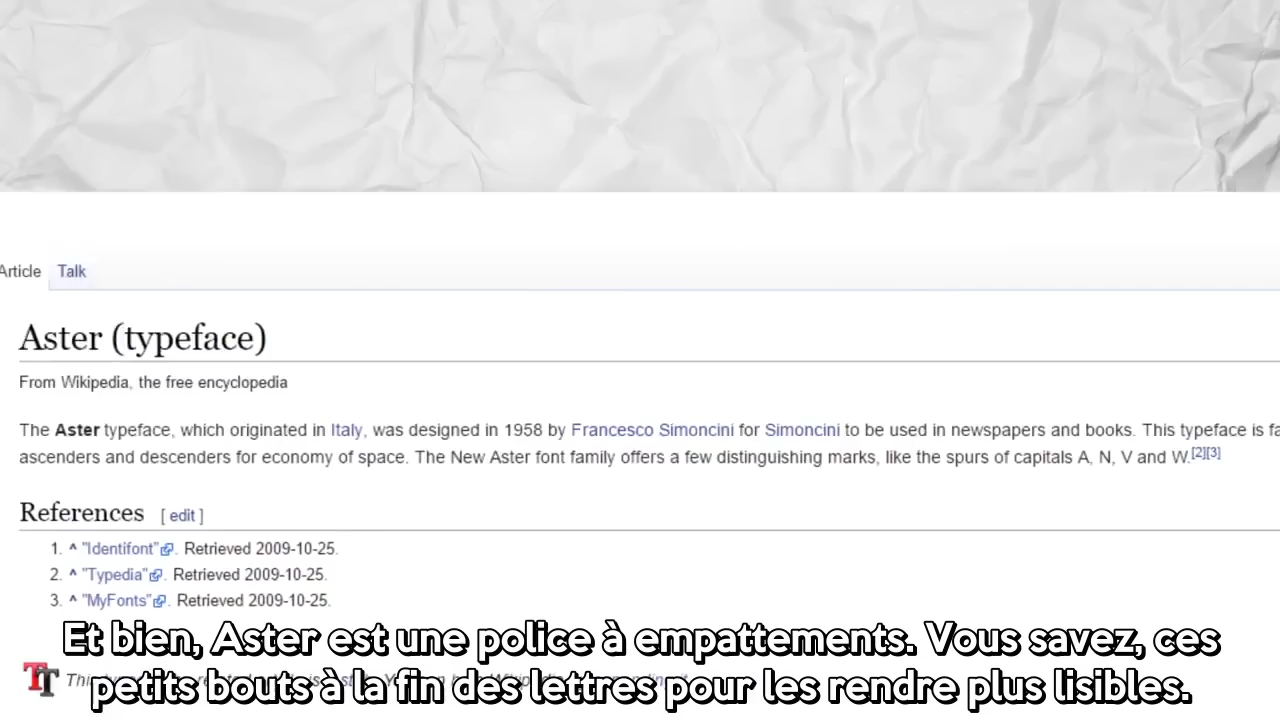 Article Talk
Aster (typeface)
From Wikipedia, the free encyclopedia
The Aster typeface, which originated in Italy, was designed in 1958 by Francesco Simoncini for Simoncini to be used in newspapers and books. This typeface is
ascenders and descenders for economy of space. The New Aster font family offers a few distinguishing marks, like the spurs of capitals A, N, V and W.[2][3]
References [ edit ]
1. ^ "Identifont". Retrieved 2009-10-25.
2. ^ "Typedia". Retrieved 2009-10-25.
3. ^ "MyFonts". Retrieved 2009-10-25.
Et bien, Aster est une police à empattements. Vous savez, ces
petits bouts à la fin des lettres pour les rendre plus lisibles.